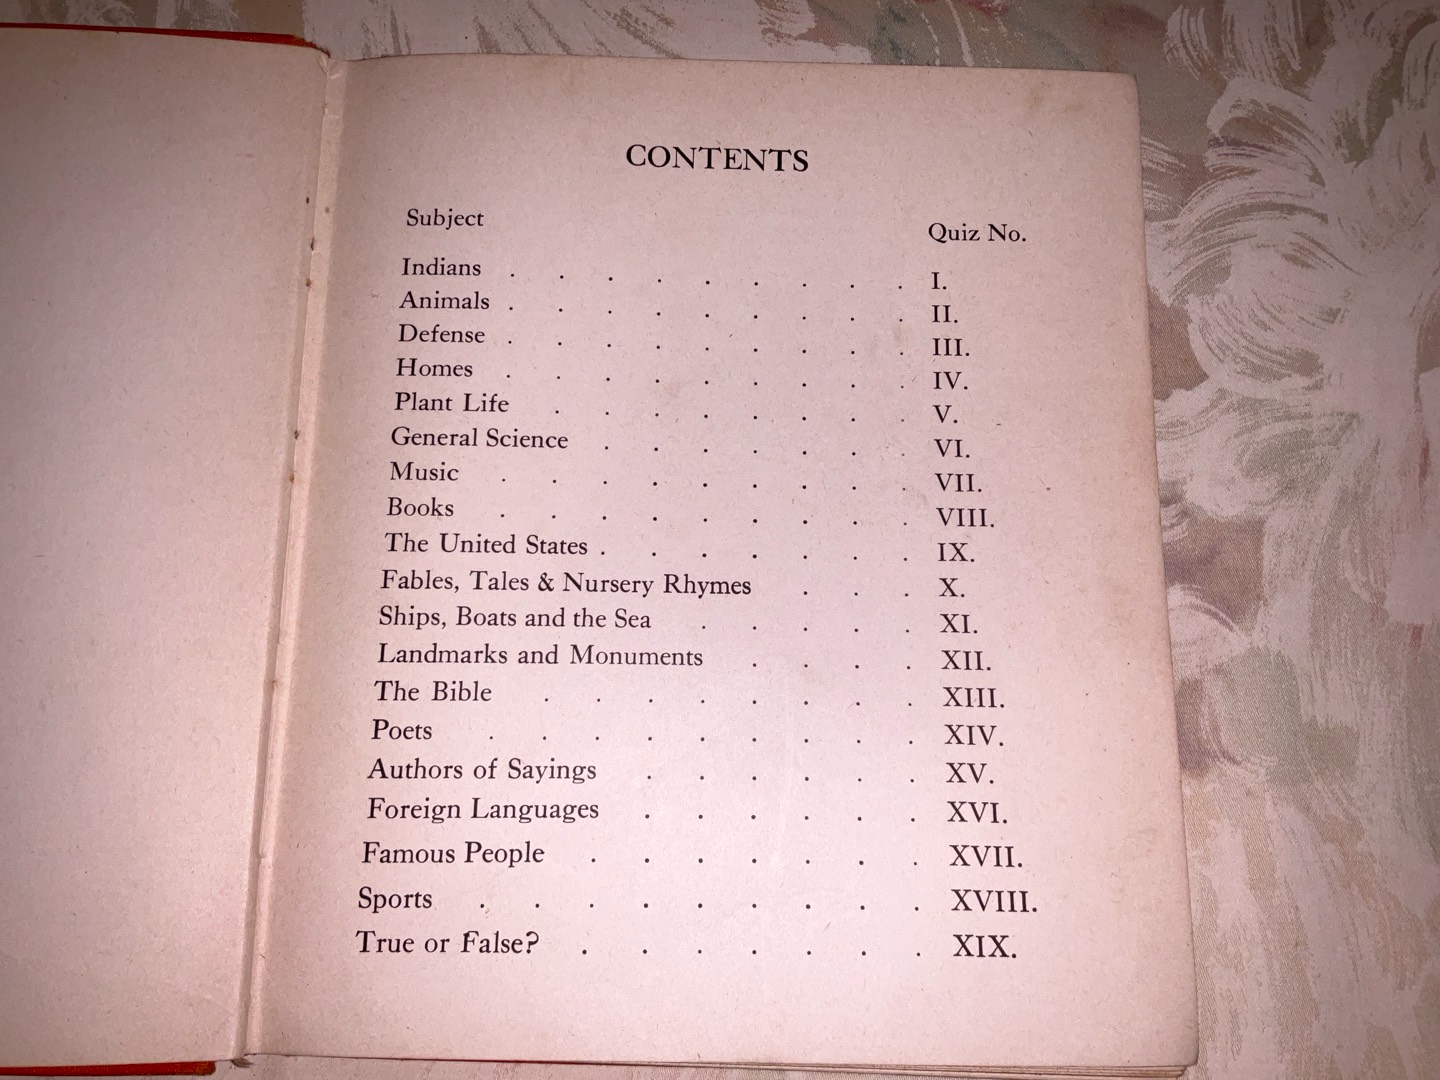 CONTENTS
Subject Quiz No.
Indians . . . . . . . . . I.
Animals . . . . . . . . . II.
Defense . . . . . . . . . III.
Homes . . . . . . . . . IV.
Plant Life . . . . . . . . V.
General Science . . . . . . . VI.
Music . . . . . . . . . VII.
Books . . . . . . . . . VIII.
The United States . . . . . . . IX.
Fables, Tales & Nursery Rhymes . . . X.
Ships, Boats and the Sea . . . . . XI.
Landmarks and Monuments . . . . XII.
The Bible . . . . . . . . XIII.
Poets . . . . . . . . . XIV.
Authors of Sayings . . . . . . XV.
Foreign Languages . . . . . . XVI.
Famous People . . . . . . . XVII.
Sports . . . . . . . . . XVIII.
True or False? . . . . . . . XIX.